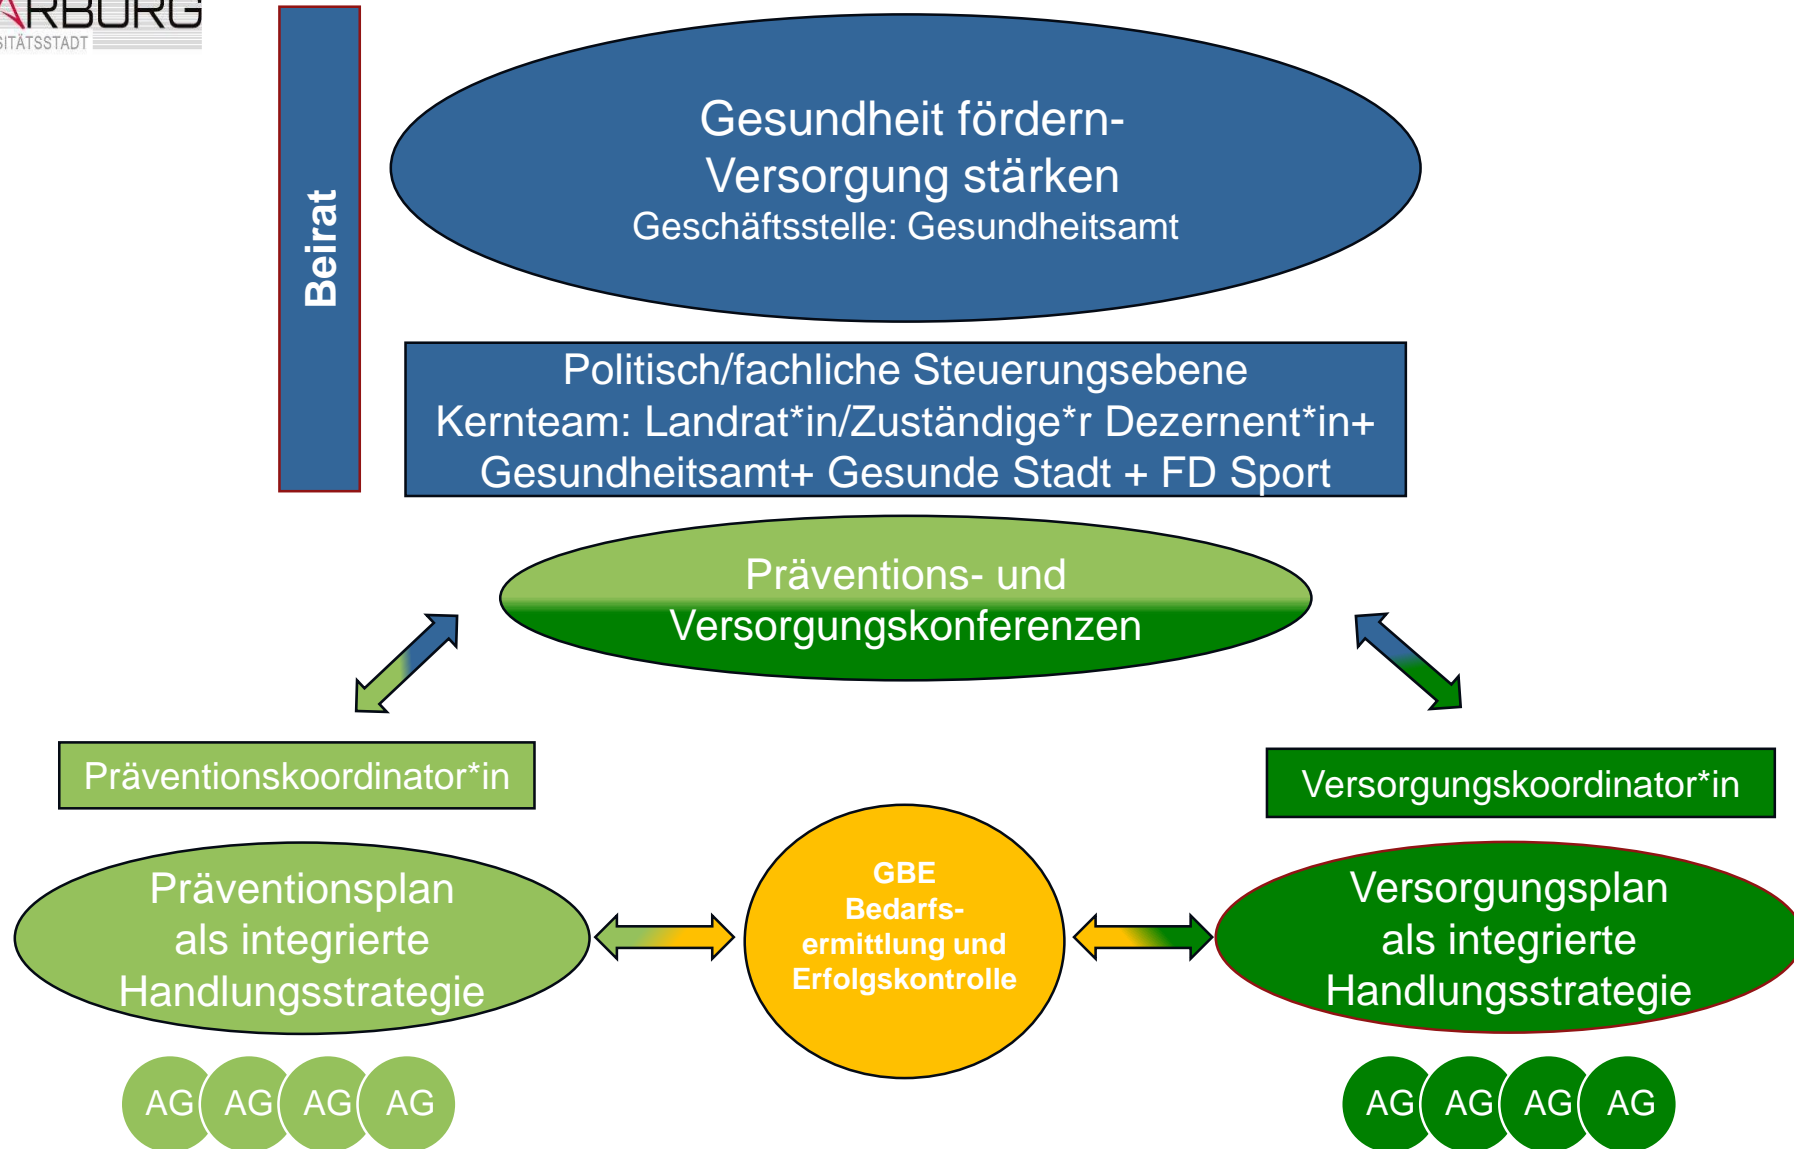 ARBURG
SITÄTSSTADT
Beirat
Gesundheit fördern-
Versorgung stärken
Geschäftsstelle: Gesundheitsamt
Politisch/fachliche Steuerungsebene
Kernteam: Landrat*in/Zuständige*r Dezernent*in+
Gesundheitsamt+ Gesunde Stadt + FD Sport
Präventions- und
Versorgungskonferenzen
Präventionskoordinator*in
Versorgungskoordinator*in
Präventionsplan
als integrierte
Handlungsstrategie
GBE
Bedarfs-
ermittlung und
Erfolgskontrolle
Versorgungsplan
als integrierte
Handlungsstrategie
AG AG AG AG
AG AG AG AG